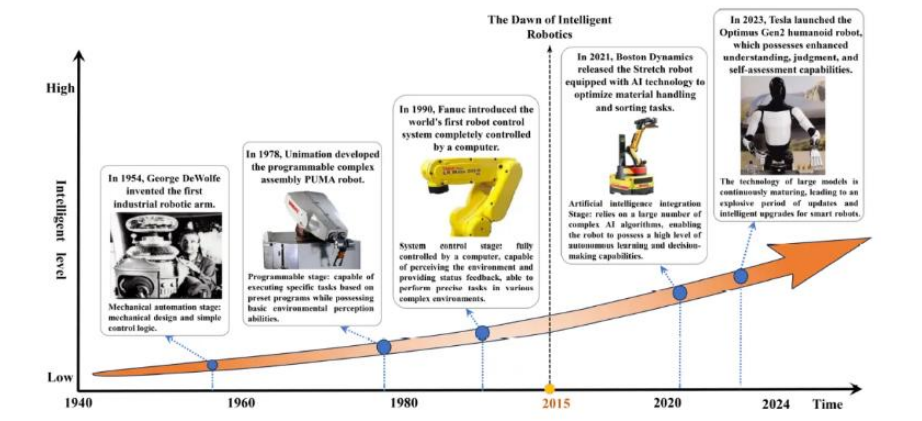 The Dawn of Intelligent
Robotics
In 2023, Tesla launched the
Optimus Gen2 humanoid robot,
which possesses enhanced
understanding, judgment, and
self-assessment capabilities.
The technology of large models is
continuously maturing, leading to an
explosive period of updates and
intelligent upgrades for smart robots.
In 2021, Boston Dynamics
released the Stretch robot
equipped with AI technology to
optimize material handling
and sorting tasks.
Artificial intelligence integration
Stage: relies on a large number of
complex AI algorithms, enabling
the robot to possess a high level of
autonomous learning and decision-
making capabilities.
In 1990, Fanuc introduced the
world's first robot control
system completely controlled
by a computer.
System control stage: fully
controlled by a computer, capable
of perceiving the environment and
providing status feedback, able to
perform precise tasks in various
complex environments.
In 1978, Unimation developed
the programmable complex
assembly PUMA robot.
Programmable stage: capable of
executing specific tasks based on
preset programs while possessing
basic environmental perception
abilities.
In 1954, George DeWolfe
invented the first
industrial robotic arm.
Mechanical automation stage:
mechanical design and simple
control logic.
High
Intelligent level
Low
1940
1960
1980
2015
2020
2024
Time